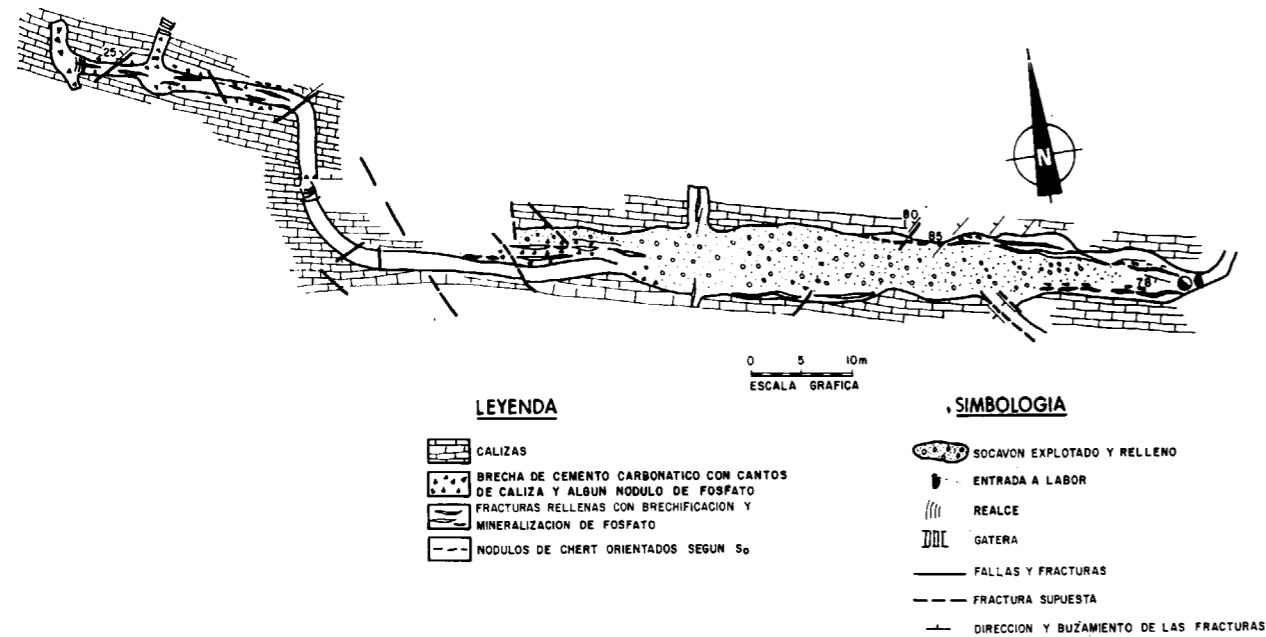 25
N
80
85
78
0 5 10m
ESCALA GRAFICA
LEYENDA
CALIZAS
BRECHA DE CEMENTO CARBONATICO CON CANTOS
DE CALIZA Y ALGUN NODULO DE FOSFATO
FRACTURAS RELLENAS CON BRECHIFICACION Y
MINERALIZACION DE FOSFATO
NODULOS DE CHERT ORIENTADOS SEGUN So
SIMBOLOGIA
SOCAVON EXPLOTADO Y RELLENO
ENTRADA A LABOR
REALCE
GATERA
FALLAS Y FRACTURAS
FRACTURA SUPUESTA
DIRECCION Y BUZAMIENTO DE LAS FRACTURAS